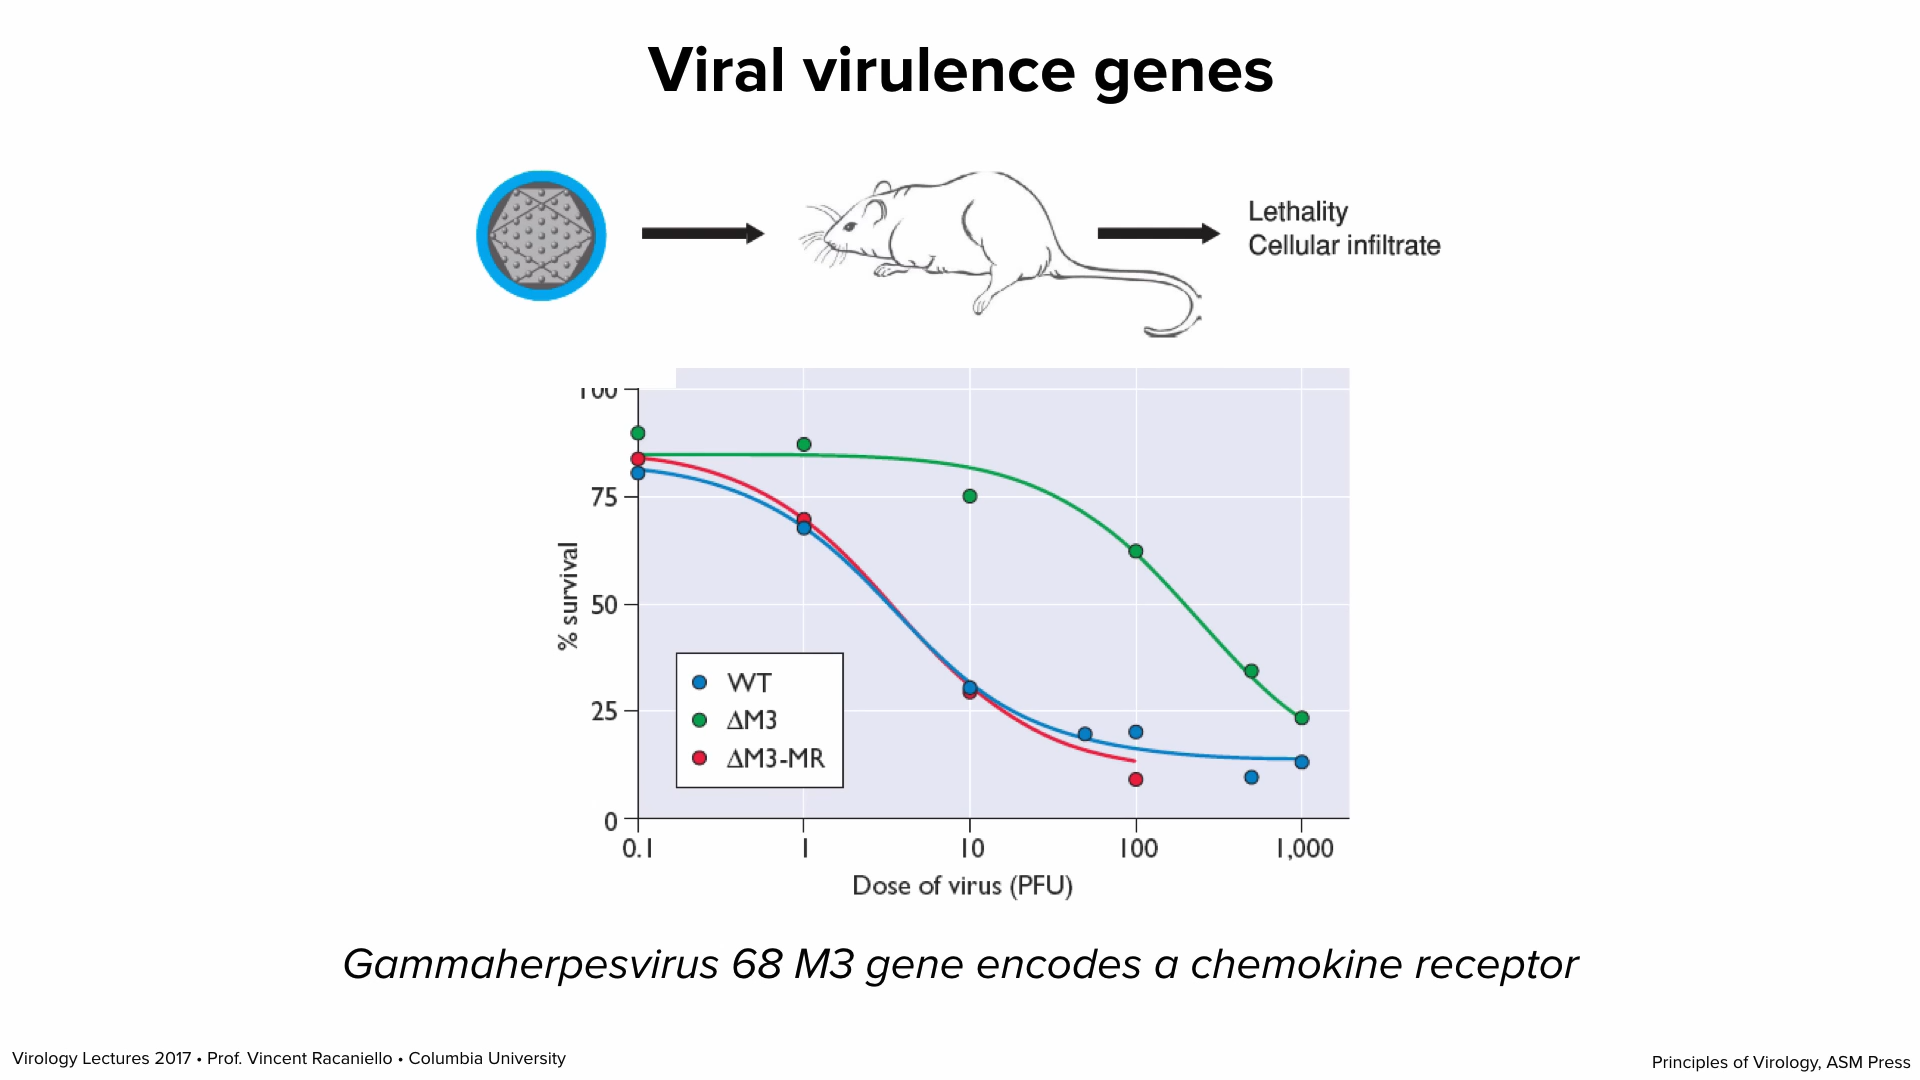 Viral virulence genes
Lethality
Cellular infiltrate
100
75
50
25
0
% survival
WT
ΔM3
ΔM3-MR
0.1
1
10
100
1,000
Dose of virus (PFU)
Gammaherpesvirus 68 M3 gene encodes a chemokine receptor
Virology Lectures 2017 • Prof. Vincent Racaniello • Columbia University
Principles of Virology, ASM Press